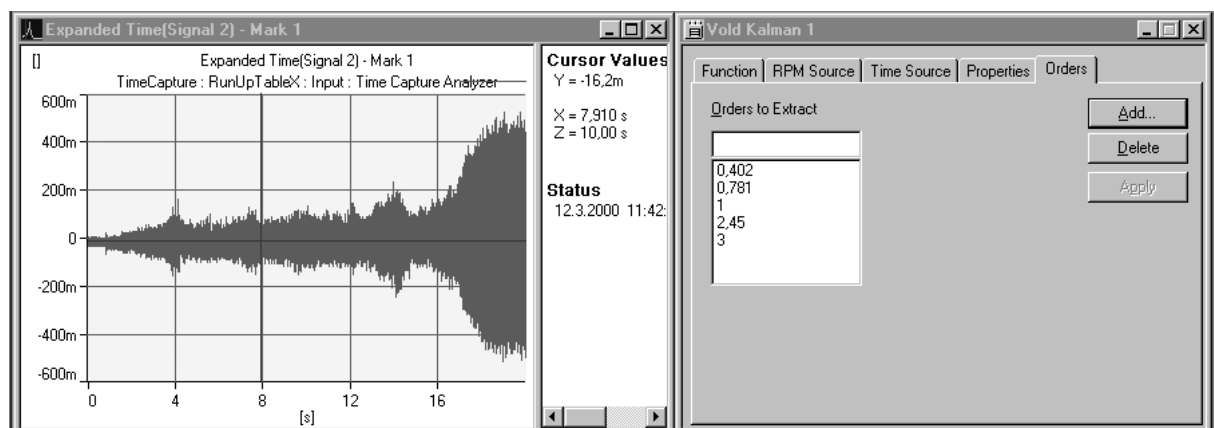 Expanded Time(Signal 2) - Mark 1
[]
Expanded Time(Signal 2) - Mark 1
TimeCapture : RunUpTableX : Input : Time Capture Analyzer
600m
400m
200m
0
-200m
-400m
-600m
0 4 8 12 16
[s]
Cursor Values
Y = -16,2m
X = 7,910 s
Z = 10,00 s
Status
12.3.2000 11:42:
Vold Kalman 1
Function RPM Source Time Source Properties Orders
Orders to Extract
0,402
0,781
1
2,45
3
Add...
Delete
Apply